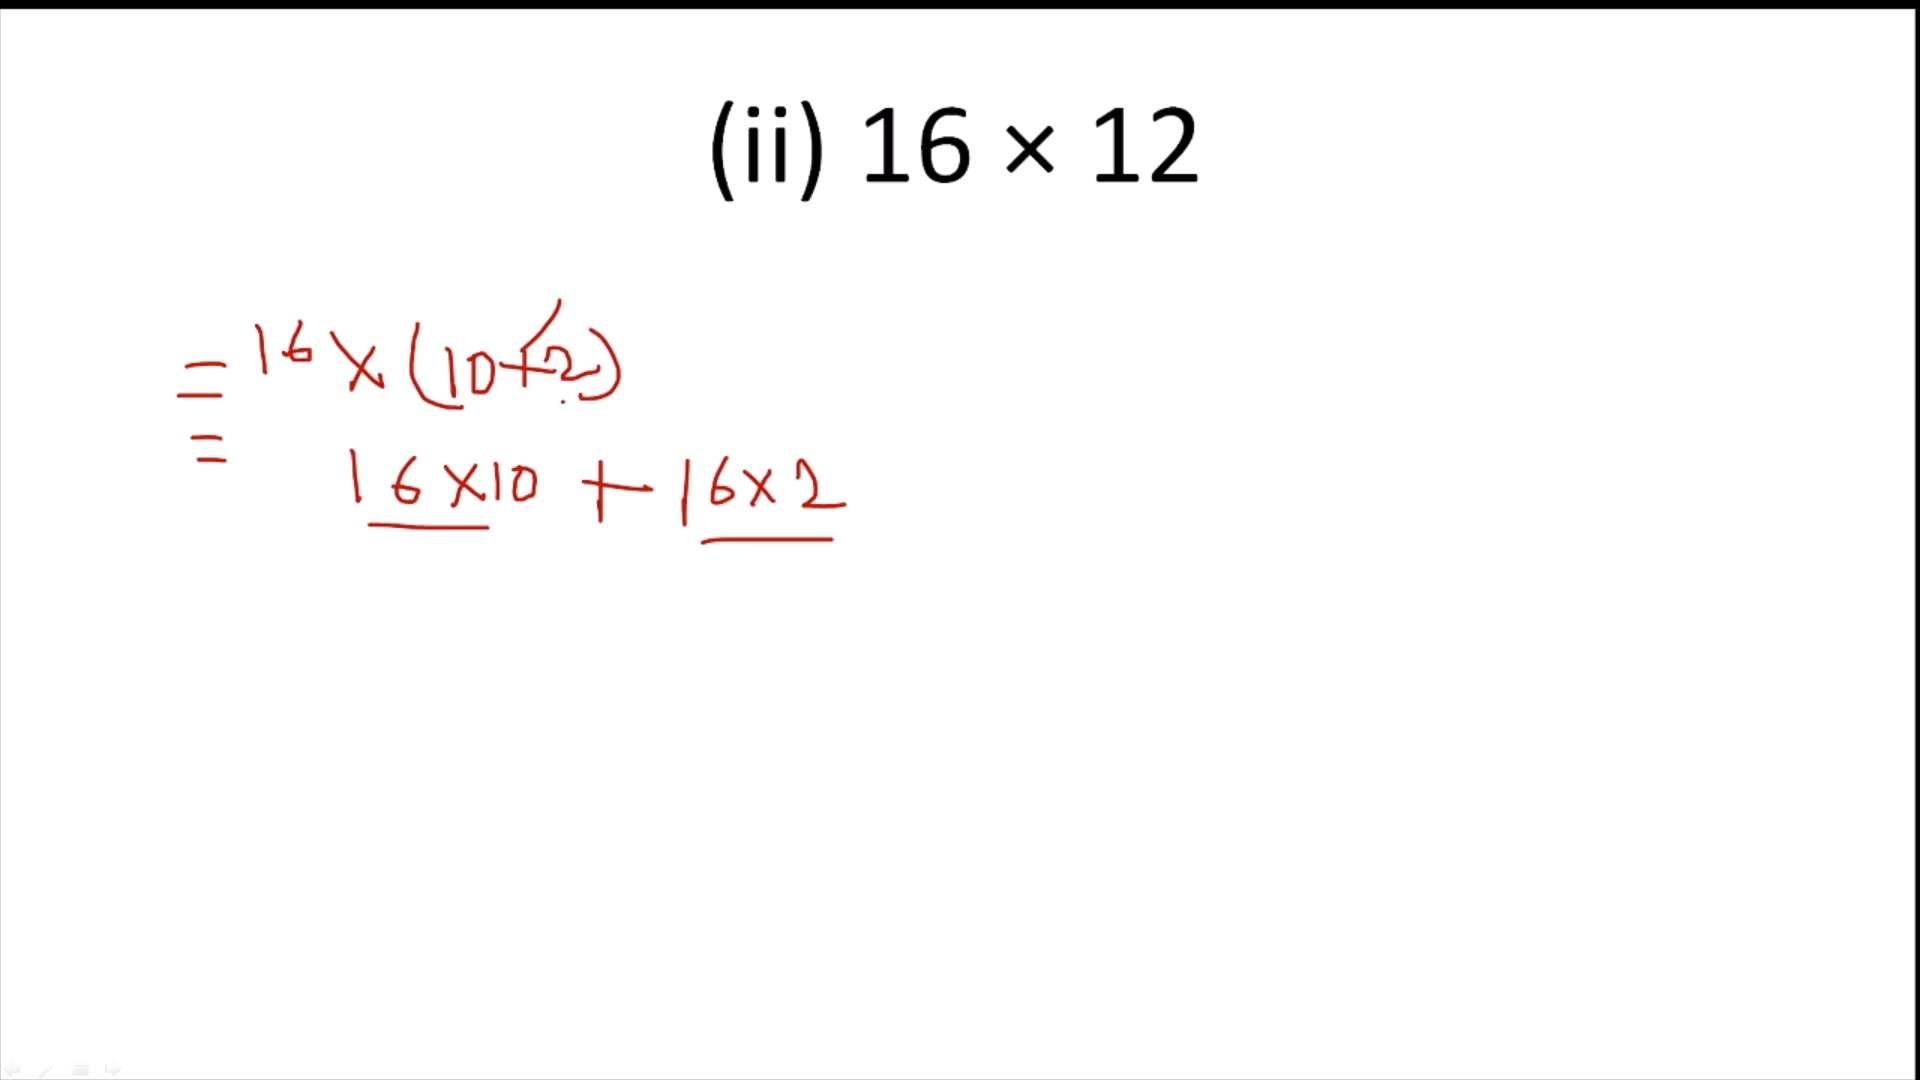 (ii) 16 × 12
= 16 × (10+2)
= 16 × 10 + 16 × 2